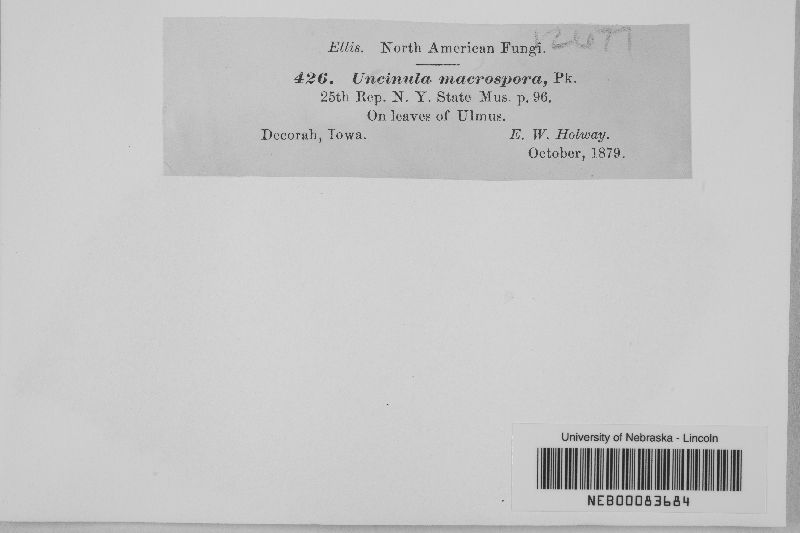 Ellis. North American Fungi.
426. Uncinula macrospora, Pk.
25th Rep. N. Y. State Mus. p. 96.
On leaves of Ulmus.
Decorah, Iowa. E. W. Holway.
October, 1879.
University of Nebraska - Lincoln
NEB00083684